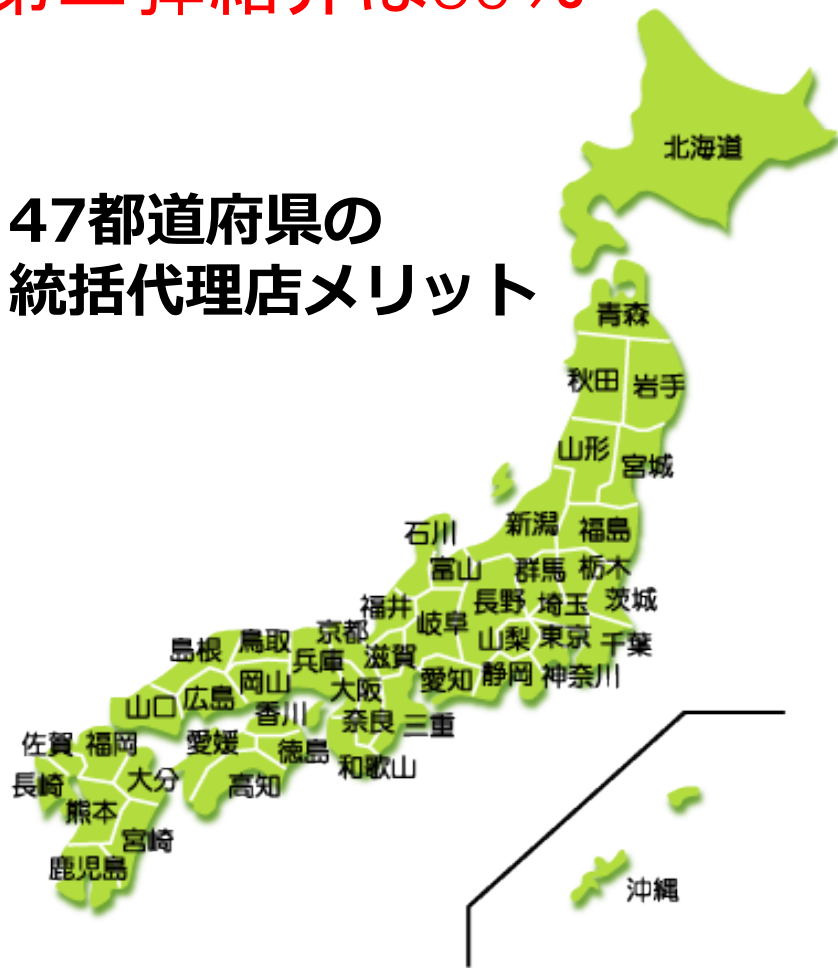 弾紹介は
北海道
47都道府県の
統括代理店メリット
青森
秋田
岩手
山形
宮城
新潟
福島
石川
富山
群馬
栃木
福井
岐阜
長野
埼玉
茨城
島根
鳥取
京都
兵庫
滋賀
山梨
東京
千葉
山口
広島
岡山
大阪
愛知
静岡
神奈川
香川
奈良
三重
佐賀
福岡
愛媛
徳島
和歌山
長崎
大分
高知
熊本
宮崎
鹿児島
沖縄